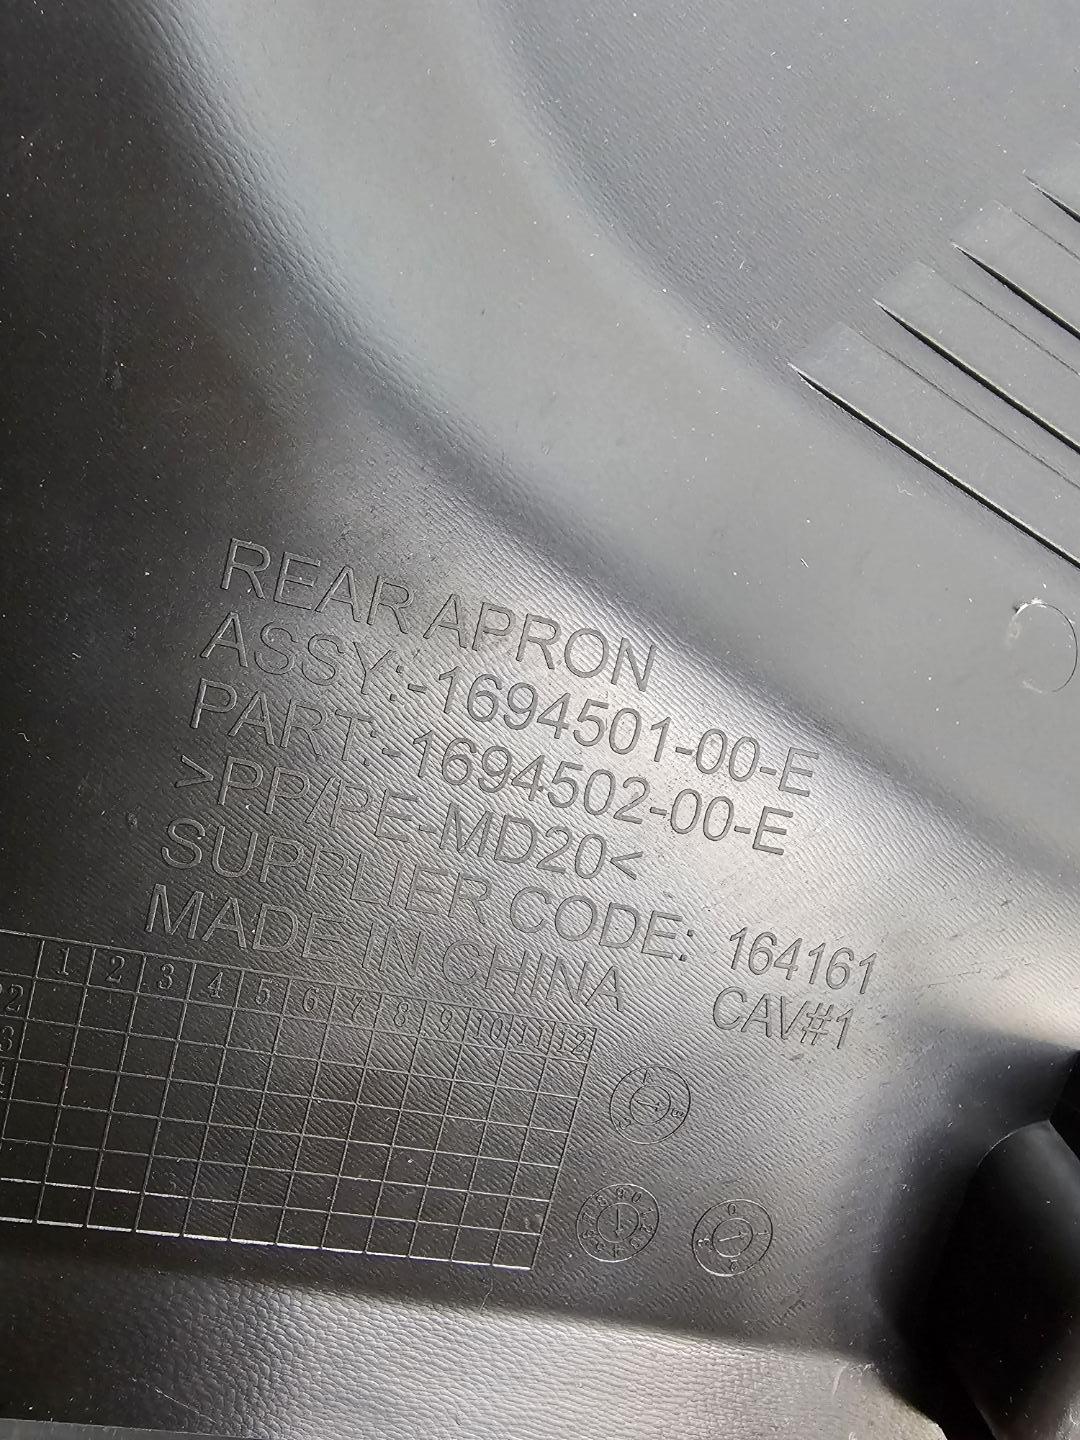 REAR APRON
ASSY:-1694501-00-E
PART:-1694502-00-E
>PP/PE-MD20<
SUPPLIER CODE: 164161
MADE IN CHINA CAV#1
1 2 3 4 5 6 7 8 9 10 11 12